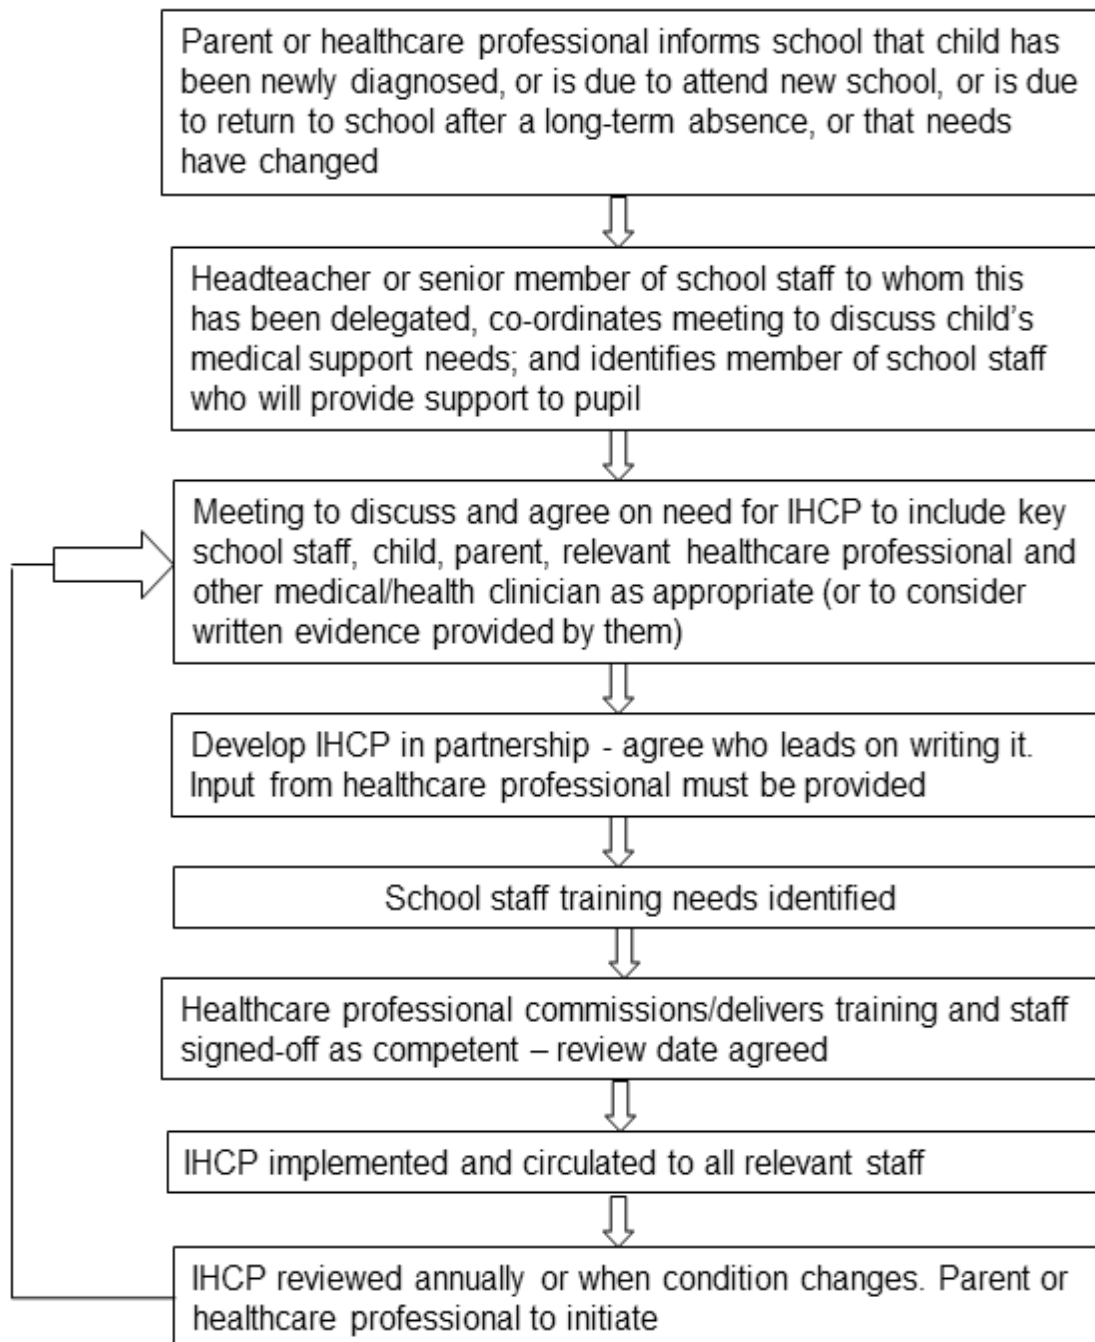 Parent or healthcare professional informs school that child has
been newly diagnosed, or is due to attend new school, or is due
to return to school after a long-term absence, or that needs
have changed
Headteacher or senior member of school staff to whom this
has been delegated, co-ordinates meeting to discuss child's
medical support needs; and identifies member of school staff
who will provide support to pupil
Meeting to discuss and agree on need for IHCP to include key
school staff, child, parent, relevant healthcare professional and
other medical/health clinician as appropriate (or to consider
written evidence provided by them)
Develop IHCP in partnership - agree who leads on writing it.
Input from healthcare professional must be provided
School staff training needs identified
Healthcare professional commissions/delivers training and staff
signed-off as competent – review date agreed
IHCP implemented and circulated to all relevant staff
IHCP reviewed annually or when condition changes. Parent or
healthcare professional to initiate